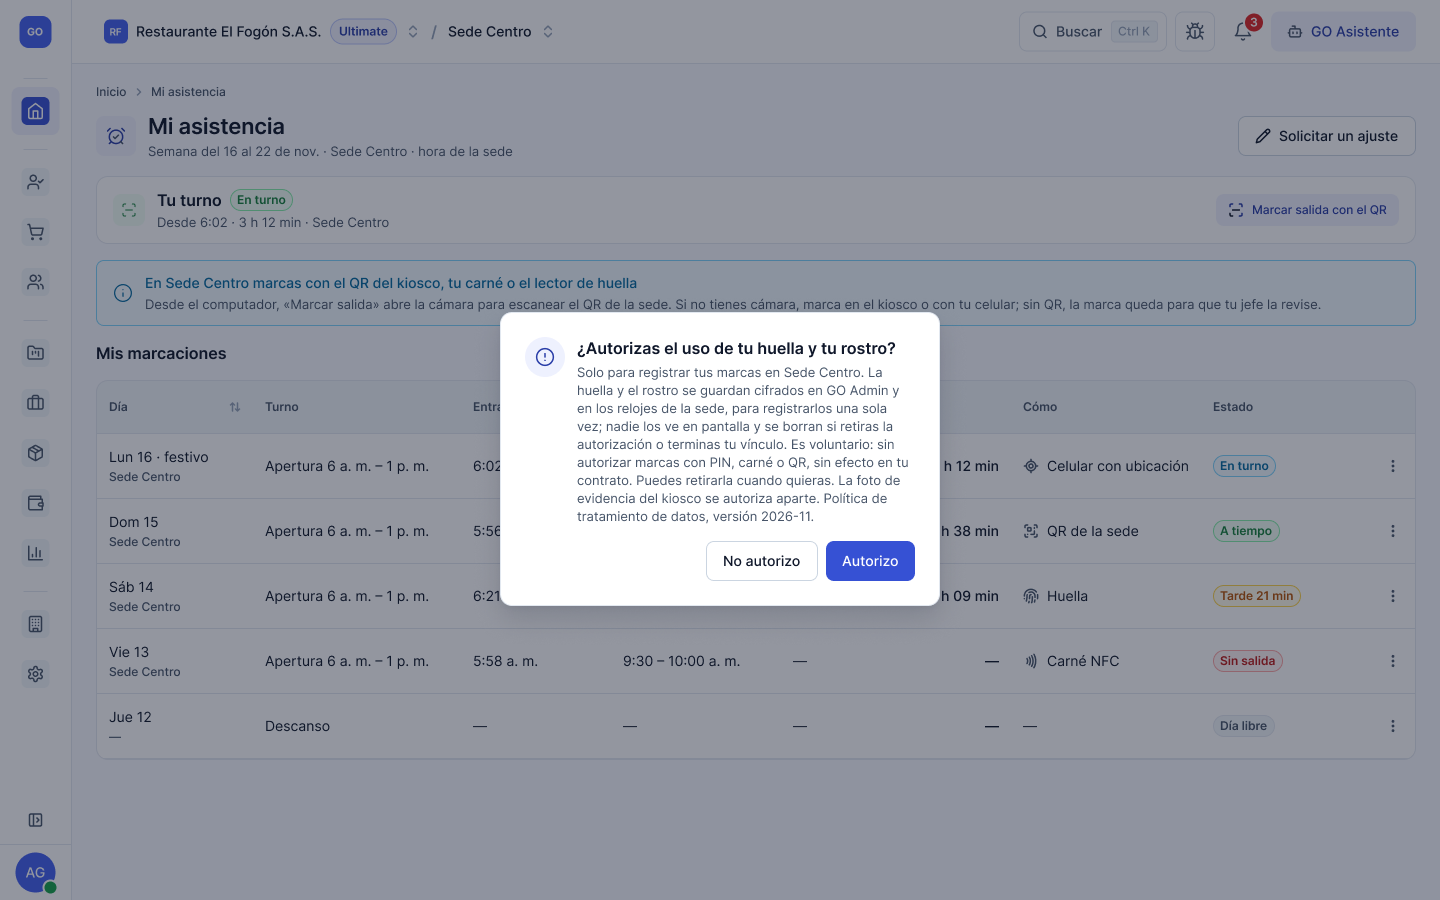 GO
RF Restaurante El Fogón S.A.S. Ultimate / Sede Centro
Buscar Ctrl K
3
GO Asistente
Inicio > Mi asistencia
Mi asistencia
Semana del 16 al 22 de nov. · Sede Centro · hora de la sede
Solicitar un ajuste
Tu turno En turno
Desde 6:02 · 3 h 12 min · Sede Centro
Marcar salida con el QR
En Sede Centro marcas con el QR del kiosco, tu carné o el lector de huella
Desde el computador, «Marcar salida» abre la cámara para escanear el QR de la sede. Si no tienes cámara, marca en el kiosco o con tu celular; sin QR, la marca queda para que tu jefe la revise.
Mis marcaciones
¿Autorizas el uso de tu huella y tu rostro?
Solo para registrar tus marcas en Sede Centro. La
huella y el rostro se guardan cifrados en GO Admin y
en los relojes de la sede, para registrarlos una sola
vez; nadie los ve en pantalla y se borran si retiras la
autorización o terminas tu vínculo. Es voluntario: sin
autorizar marcas con PIN, carné o QR, sin efecto en tu
contrato. Puedes retirarla cuando quieras. La foto de
evidencia del kiosco se autoriza aparte. Política de
tratamiento de datos, versión 2026-11.
No autorizo Autorizo
Día Turno Entra Cómo Estado
Lun 16 · festivo
Sede Centro
Apertura 6 a. m. – 1 p. m. 6:02 h 12 min Celular con ubicación En turno
Dom 15
Sede Centro
Apertura 6 a. m. – 1 p. m. 5:56 h 38 min QR de la sede A tiempo
Sáb 14
Sede Centro
Apertura 6 a. m. – 1 p. m. 6:21 h 09 min Huella Tarde 21 min
Vie 13
Sede Centro
Apertura 6 a. m. – 1 p. m. 5:58 a. m. 9:30 – 10:00 a. m. — — Carné NFC Sin salida
Jue 12
—
Descanso — — — — — Día libre
AG